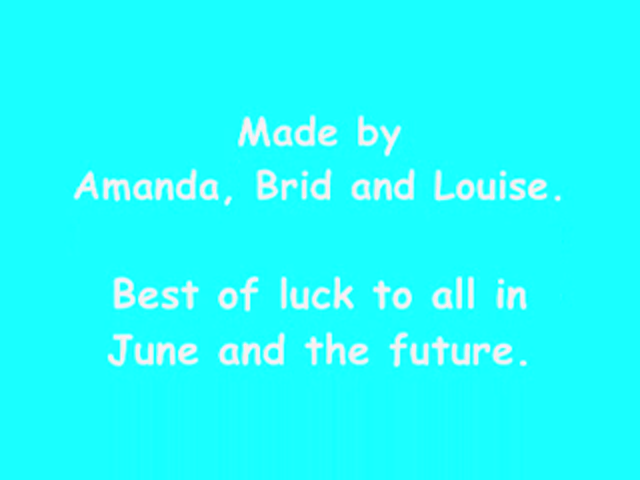 Made by
Amanda, Brid and Louise.
Best of luck to all in
June and the future.